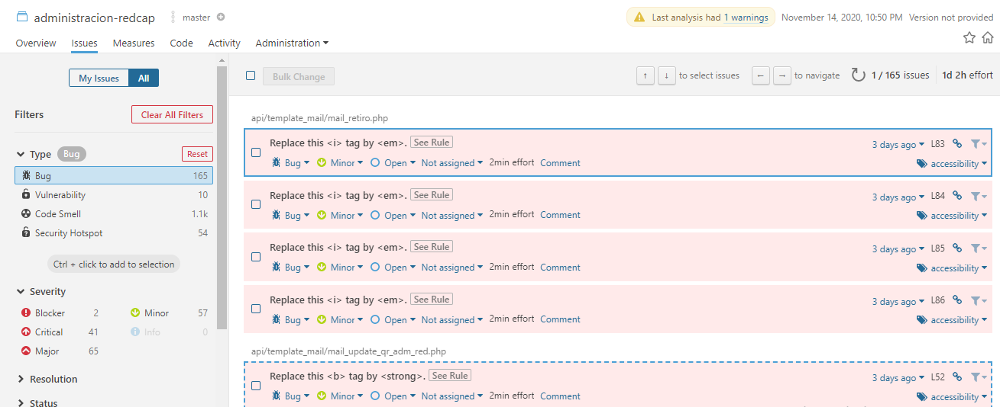 administracion-redcap master Last analysis had 1 warnings November 14, 2020, 10:50 PM Version not provided
Overview Issues Measures Code Activity Administration
My Issues All
Bulk Change ↑ ↓ to select issues ← → to navigate 1 / 165 issues 1d 2h effort
Filters Clear All Filters
Type Bug Reset
Bug 165
Vulnerability 10
Code Smell 1.1k
Security Hotspot 54
Ctrl + click to add to selection
Severity
Blocker 2 Minor 57
Critical 41 Info 0
Major 65
Resolution
Status
api/template_mail/mail_retiro.php
Replace this <i> tag by <em>. See Rule 3 days ago L83
Bug Minor Open Not assigned 2min effort Comment accessibility
Replace this <i> tag by <em>. See Rule 3 days ago L84
Bug Minor Open Not assigned 2min effort Comment accessibility
Replace this <i> tag by <em>. See Rule 3 days ago L85
Bug Minor Open Not assigned 2min effort Comment accessibility
Replace this <i> tag by <em>. See Rule 3 days ago L86
Bug Minor Open Not assigned 2min effort Comment accessibility
api/template_mail/mail_update_qr_adm_red.php
Replace this <b> tag by <strong>. See Rule 3 days ago L52
Bug Minor Open Not assigned 2min effort Comment accessibility